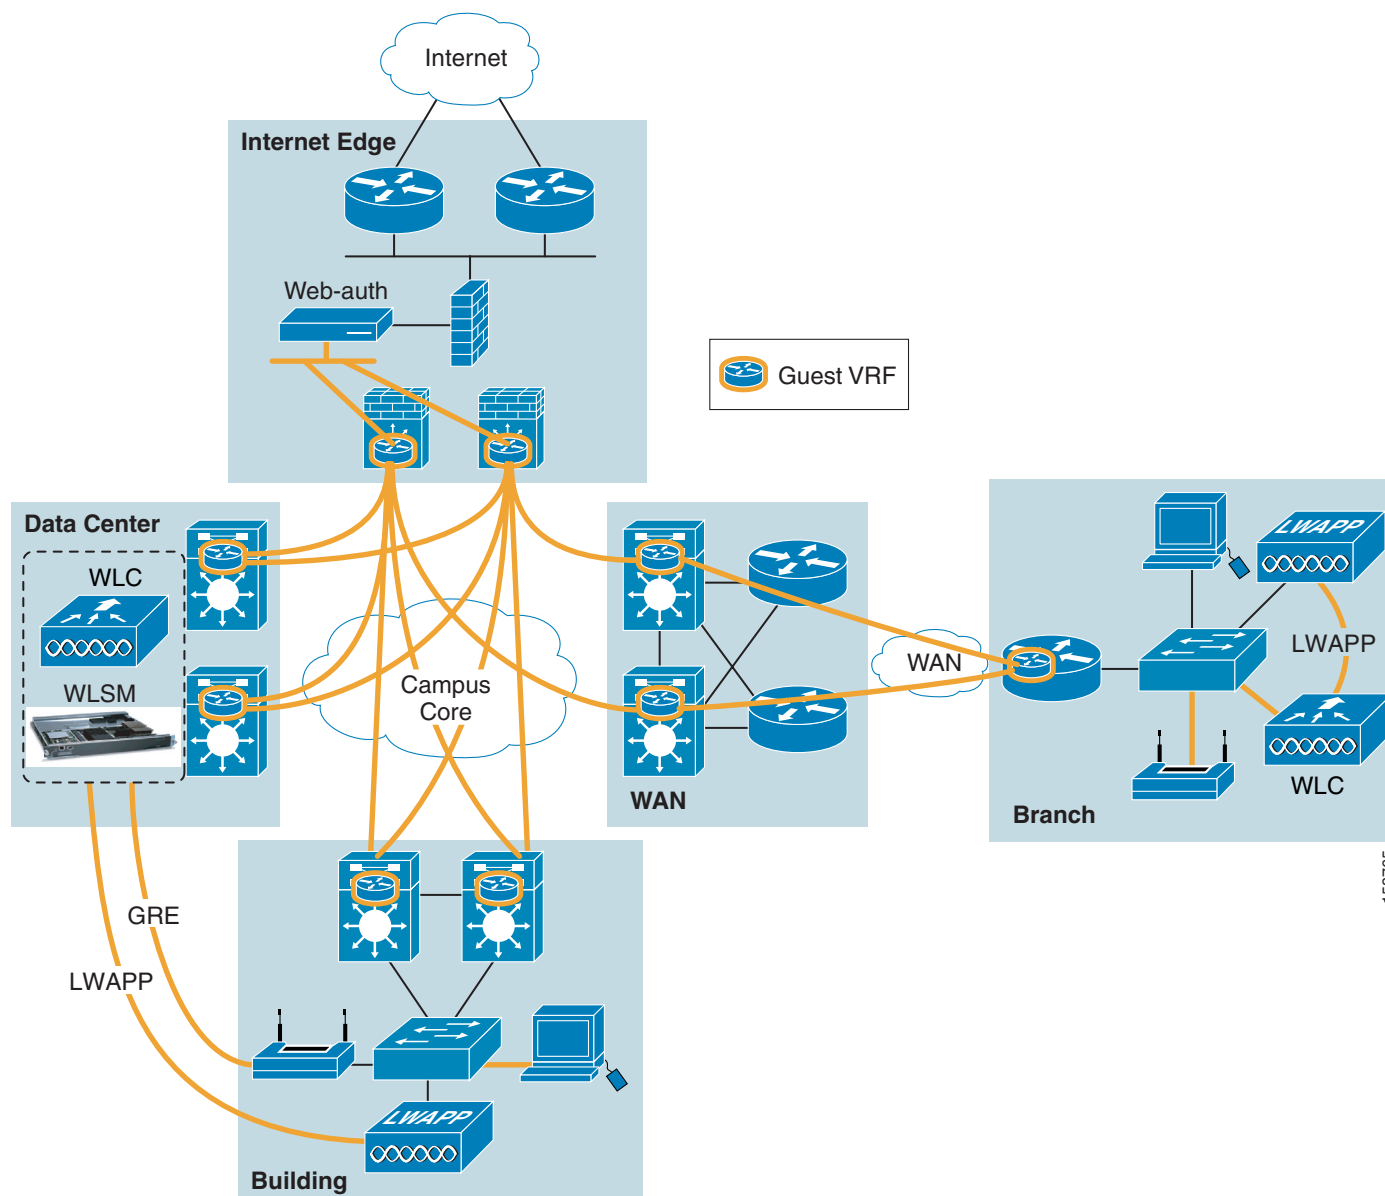 Internet
Internet Edge
Web-auth
Guest VRF
Data Center
WLC
WLSM
Campus
Core
WAN
WAN
LWAPP
LWAPP
WLC
Branch
GRE
LWAPP
LWAPP
Building